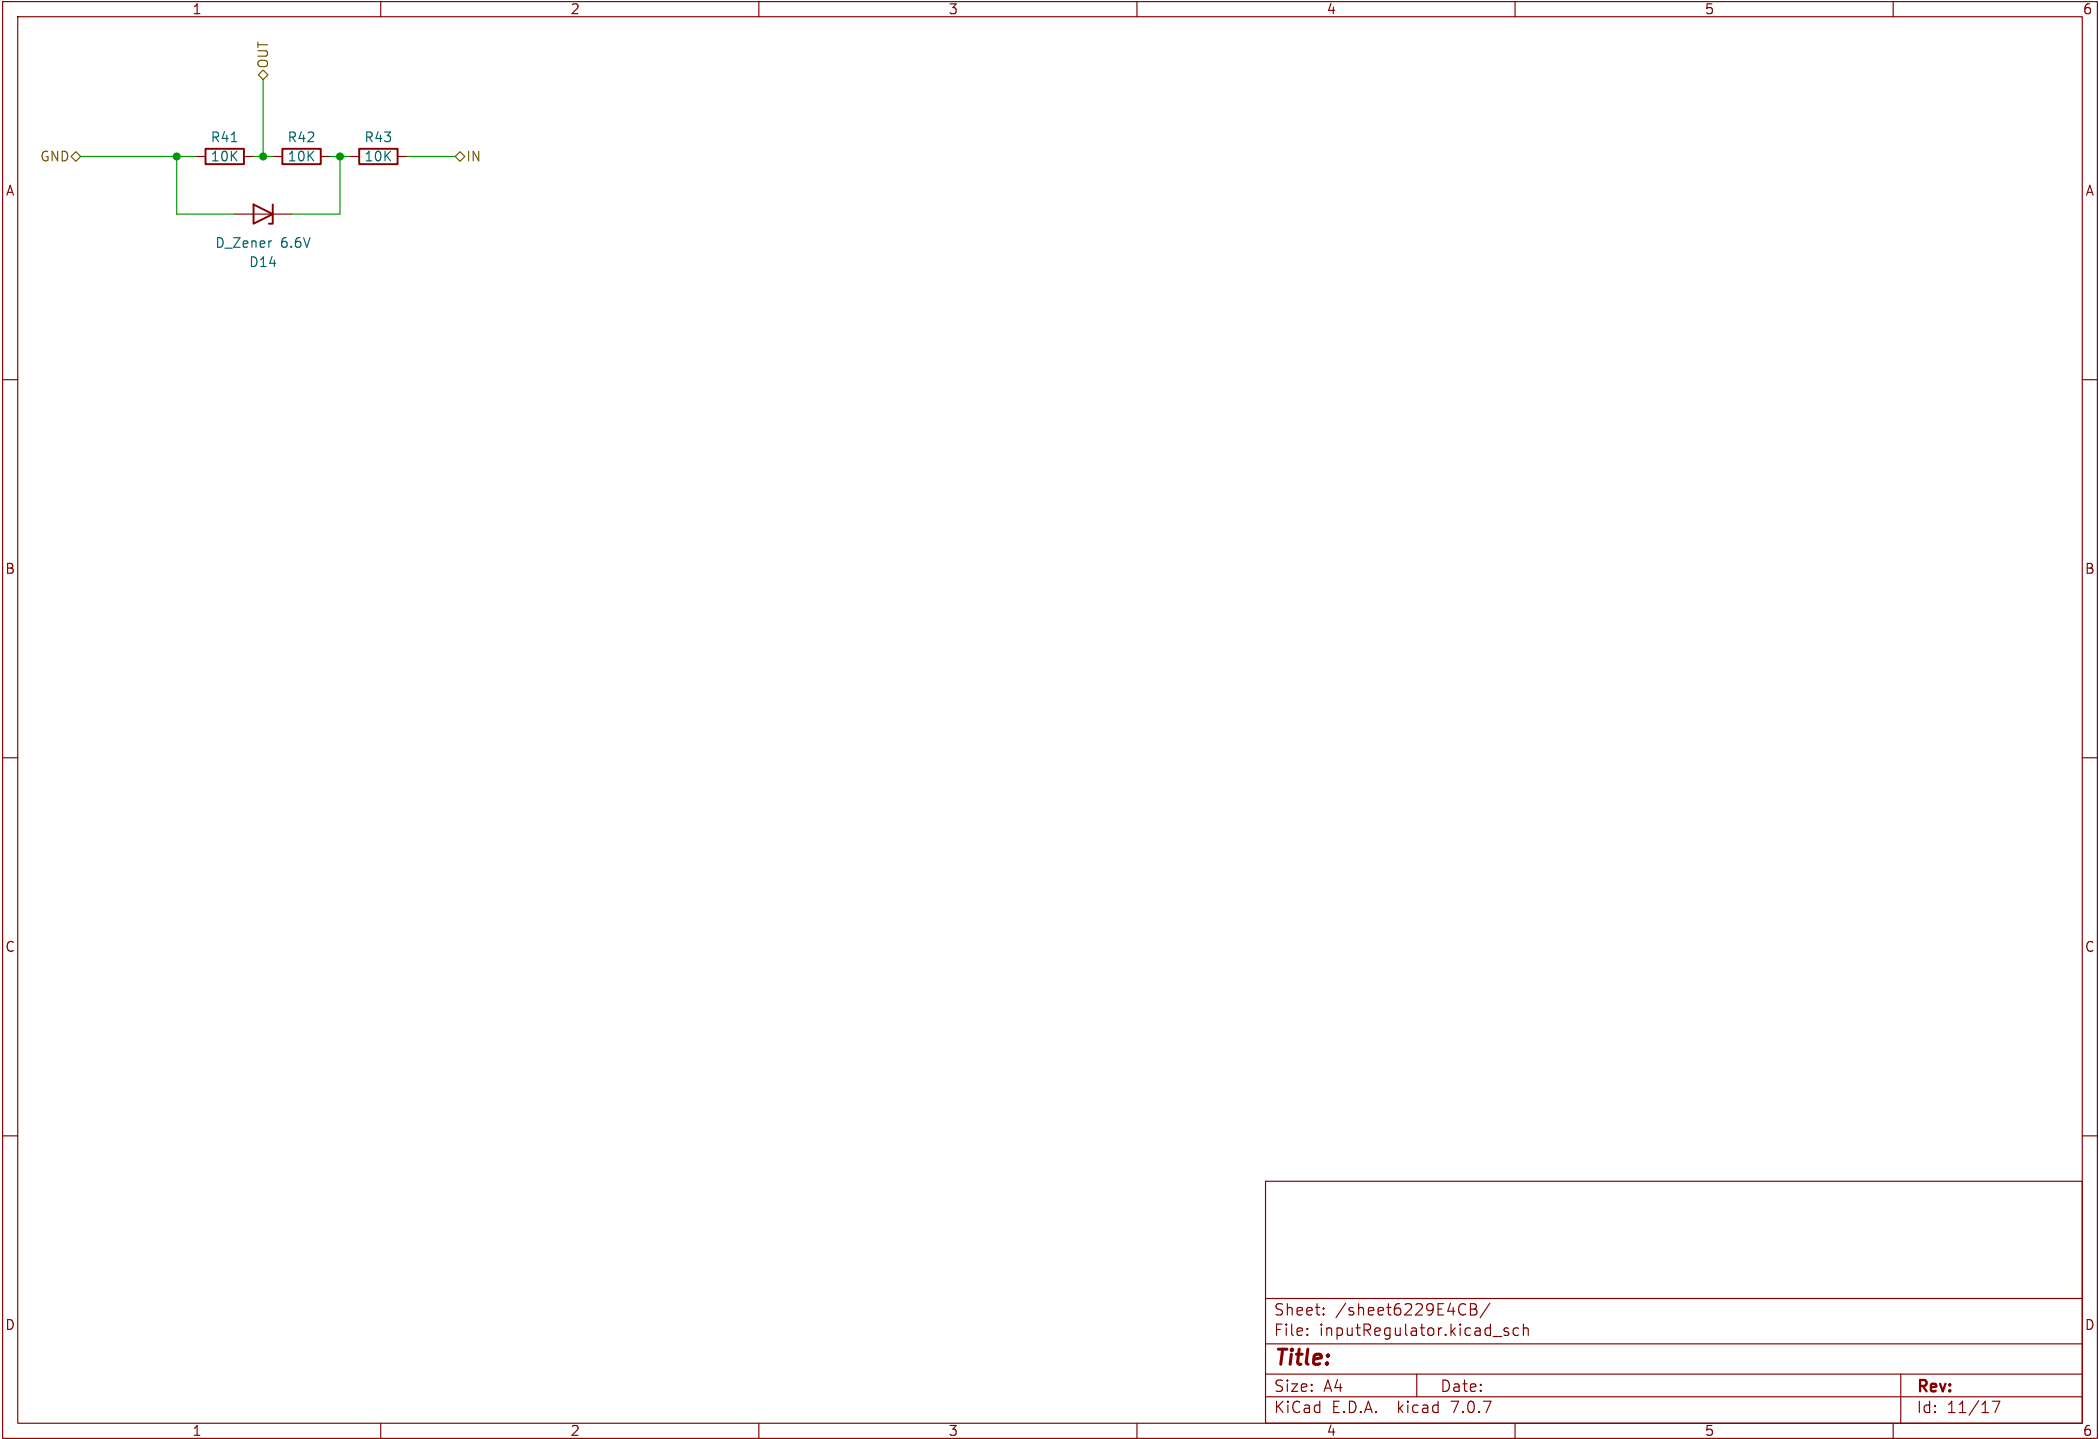 1 2 3 4 5 6
OUT
R41 R42 R43
GND 10K 10K 10K IN
A A
D_Zener 6.6V
D14
B B
C C
Sheet: /sheet6229E4CB/
D D
File: inputRegulator.kicad_sch
Title:
Size: A4 Date: Rev:
KiCad E.D.A. kicad 7.0.7 Id: 11/17
1 2 3 4 5 6